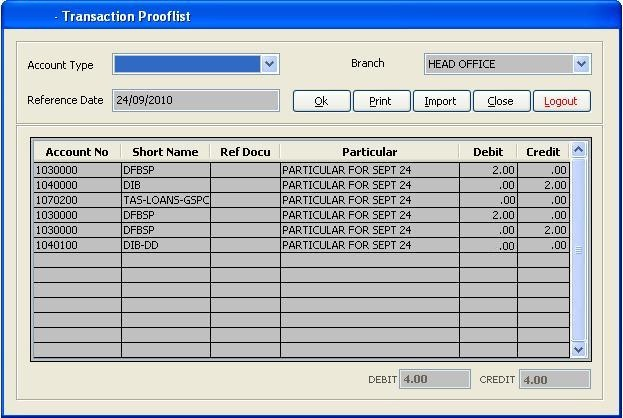 - Transaction Prooflist
Account Type Branch HEAD OFFICE
Reference Date 24/09/2010 Ok Print Import Close Logout
Account No Short Name Ref Docu Particular Debit Credit
1030000 DFBSP PARTICULAR FOR SEPT 24 2.00 .00
1040000 DIB PARTICULAR FOR SEPT 24 .00 2.00
1070200 TAS-LOANS-GSPC PARTICULAR FOR SEPT 24 .00 .00
1030000 DFBSP PARTICULAR FOR SEPT 24 2.00 .00
1030000 DFBSP PARTICULAR FOR SEPT 24 .00 2.00
1040100 DIB-DD PARTICULAR FOR SEPT 24 .00 .00
DEBIT 4.00 CREDIT 4.00